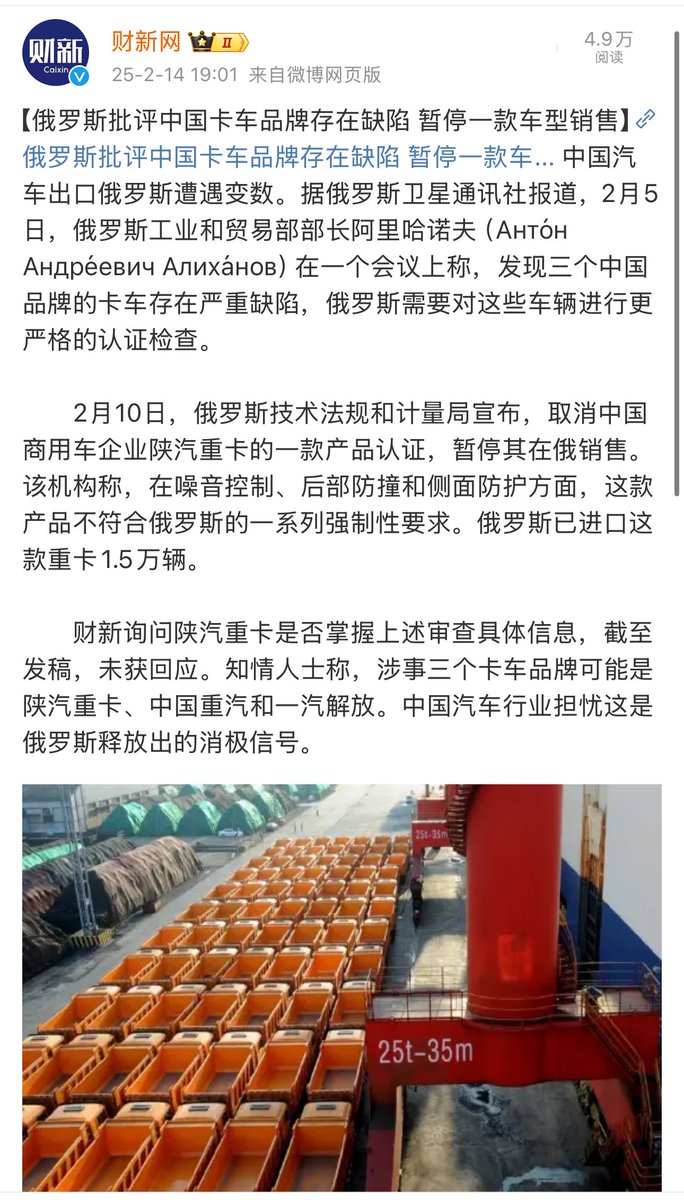 财新
Caixin
财新网
II
4.9万
阅读
25-2-14 19:01 来自微博网页版
【俄罗斯批评中国卡车品牌存在缺陷 暂停一款车型销售】
俄罗斯批评中国卡车品牌存在缺陷 暂停一款车... 中国汽
车出口俄罗斯遭遇变数。据俄罗斯卫星通讯社报道，2月5
日，俄罗斯工业和贸易部部长阿里哈诺夫（Анто́н
Андре́евич Алиха́нов）在一个会议上称，发现三个中国
品牌的卡车存在严重缺陷，俄罗斯需要对这些车辆进行更
严格的认证检查。
2月10日，俄罗斯技术法规和计量局宣布，取消中国
商用车企业陕汽重卡的一款产品认证，暂停其在俄销售。
该机构称，在噪音控制、后部防撞和侧面防护方面，这款
产品不符合俄罗斯的一系列强制性要求。俄罗斯已进口这
款重卡1.5万辆。
财新询问陕汽重卡是否掌握上述审查具体信息，截至
发稿，未获回应。知情人士称，涉事三个卡车品牌可能是
陕汽重卡、中国重汽和一汽解放。中国汽车行业担忧这是
俄罗斯释放出的消极信号。
25t-35m
25t-35m